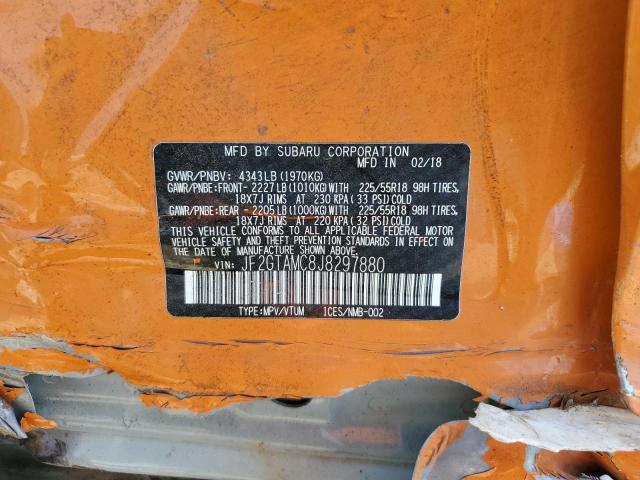 MFD BY SUBARU CORPORATION
MFD IN 02/18
GVWR/PNBV: 4343LB(1970KG)
GAWR/PNBE:FRONT- 2227LB(1010KG)WITH 225/55R18 98H TIRES,
18X7J RIMS AT 230 KPA( 33 PSI)COLD
GAWR/PNBE:REAR - 2205LB(1000KG)WITH 225/55R18 98H TIRES,
18X7J RIMS AT 220 KPA( 32 PSI)COLD
THIS VEHICLE CONFORMS TO ALL APPLICABLE FEDERAL MOTOR
VEHICLE SAFETY, BUMPER, AND THEFT PREVENTION
STANDARDS IN EFFECT ON
THE DATE OF MANUFACTURE SHOWN ABOVE.
VIN: JF2GTAMC8J8297880
TYPE:MPV/VTUM ICES/NMB-002